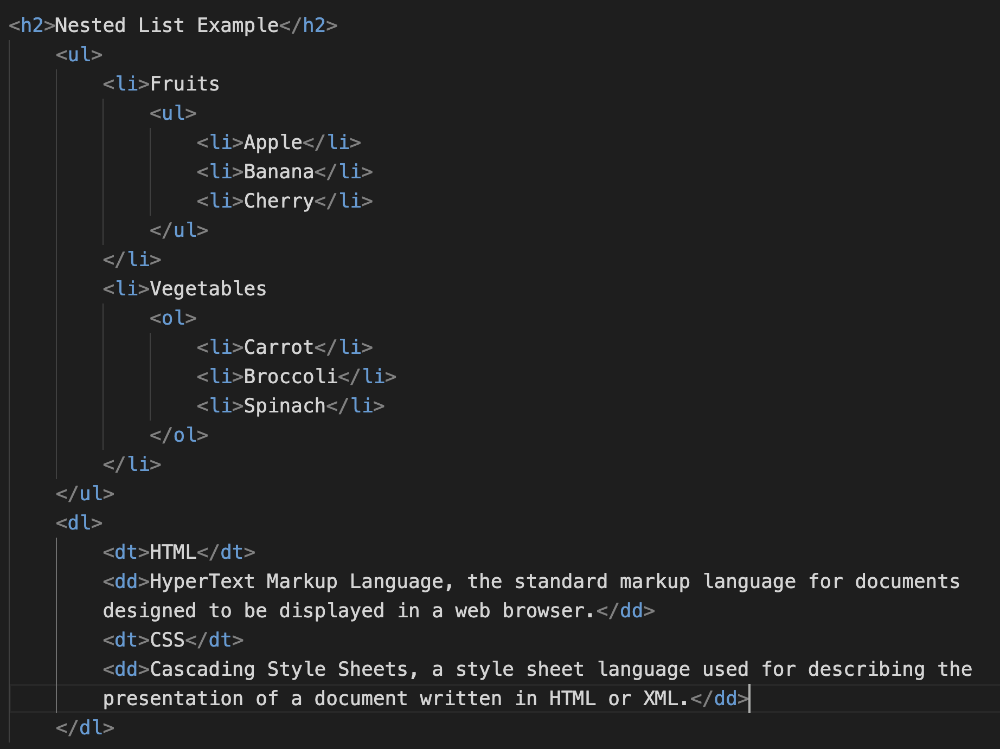 <h2>Nested List Example</h2>
    <ul>
        <li>Fruits
            <ul>
                <li>Apple</li>
                <li>Banana</li>
                <li>Cherry</li>
            </ul>
        </li>
        <li>Vegetables
            <ol>
                <li>Carrot</li>
                <li>Broccoli</li>
                <li>Spinach</li>
            </ol>
        </li>
    </ul>
    <dl>
        <dt>HTML</dt>
        <dd>HyperText Markup Language, the standard markup language for documents
        designed to be displayed in a web browser.</dd>
        <dt>CSS</dt>
        <dd>Cascading Style Sheets, a style sheet language used for describing the
        presentation of a document written in HTML or XML.</dd>
    </dl>